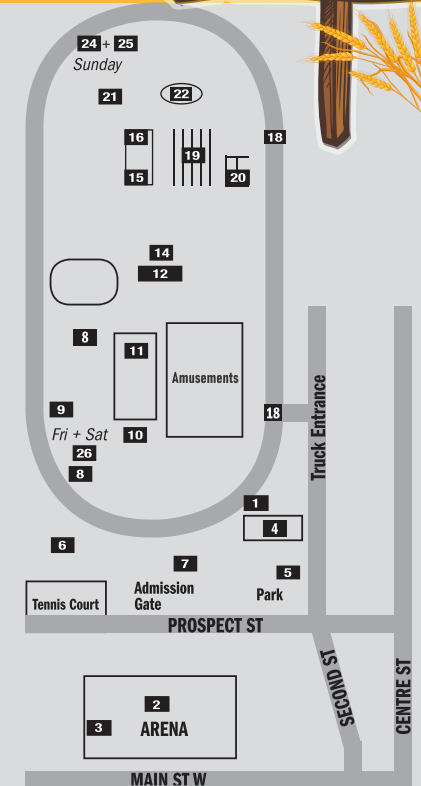 24 + 25
Sunday
21
22
16
19
18
15
20
14
12
8
11
Amusements
9
18
Fri + Sat
10
26
8
Truck Entrance
1
4
6
7
5
Admission
Gate
Park
Tennis Court
PROSPECT ST
SECOND ST
CENTRE ST
2
3
ARENA
MAIN ST W